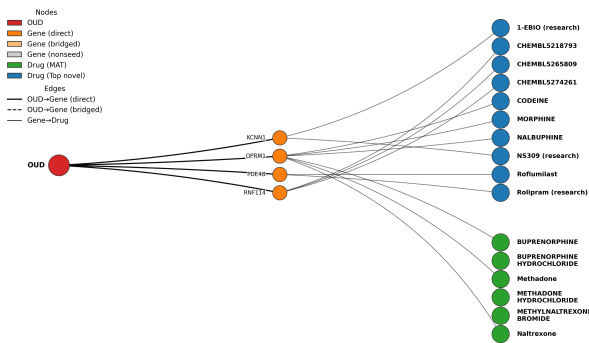 Nodes
OUD
Gene (direct)
Gene (bridged)
Gene (nonseed)
Drug (MAT)
Drug (Top novel)
Edges
OUD→Gene (direct)
OUD→Gene (bridged)
Gene→Drug
OUD
KCNN1
OPRM1
PDE4B
RNF114
1-EBIO (research)
CHEMBL5218793
CHEMBL5265809
CHEMBL5274261
CODEINE
MORPHINE
NALBUPHINE
NS309 (research)
Roflumilast
Rolipram (research)
BUPRENORPHINE
BUPRENORPHINE
HYDROCHLORIDE
Methadone
METHADONE
HYDROCHLORIDE
METHYLNALTREXONE
BROMIDE
Naltrexone